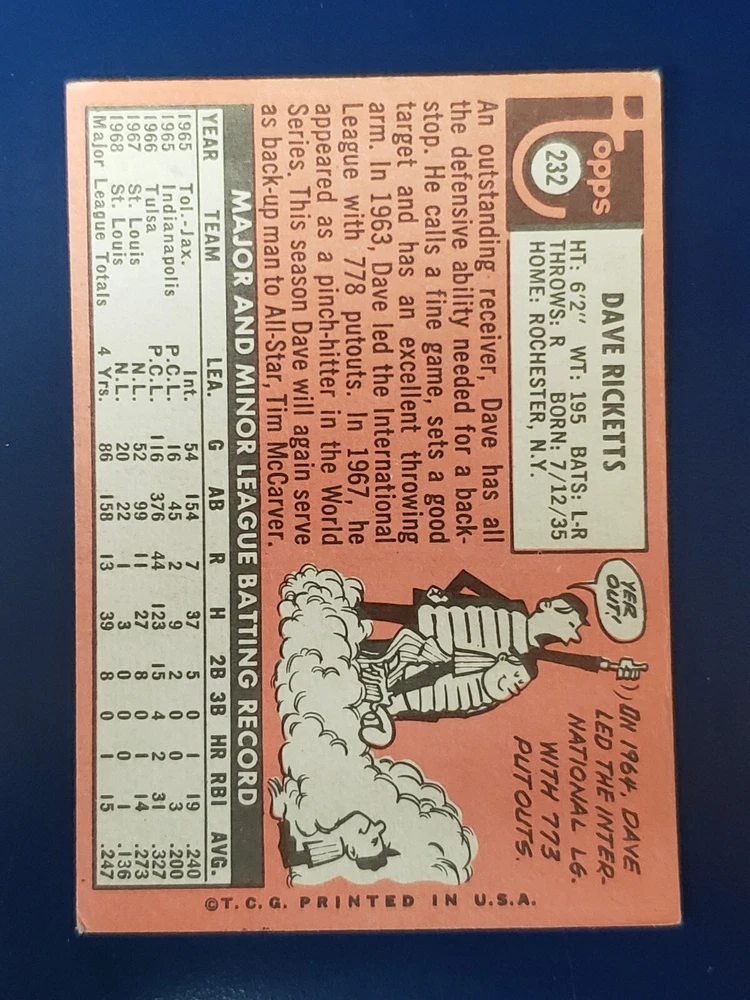 Topps
232
DAVE RICKETTS
HT: 6'2" WT: 195 BATS: L-R
THROWS: R BORN: 7/12/35
HOME: ROCHESTER, N.Y.
An outstanding receiver, Dave has all
the defensive ability needed for a back-
stop. He calls a fine game, sets a good
target and has an excellent throwing
arm. In 1963, Dave led the International
League with 778 putouts. In 1967, he
appeared as a pinch-hitter in the World
Series. This season Dave will again serve
as back-up man to All-Star, Tim McCarver.
YER
OUT!
IN 1964, DAVE
LED THE INTER-
NATIONAL LG.
WITH 773
PUTOUTS.
MAJOR AND MINOR LEAGUE BATTING RECORD
YEAR TEAM LEA. G AB R H 2B 3B HR RBI AVG.
1965 Tol.-Jax. Int. 54 154 7 37 5 0 1 19 .240
1965 Indianapolis P.C.L. 16 45 2 9 2 0 0 3 .200
1966 Tulsa P.C.L. 116 376 44 123 15 4 2 31 .327
1967 St. Louis N.L. 52 99 11 27 8 0 1 14 .273
1968 St. Louis N.L. 20 22 1 3 0 0 0 1 .136
Major League Totals 4 Yrs. 86 158 13 39 8 0 1 15 .247
©T.C.G. PRINTED IN U.S.A.